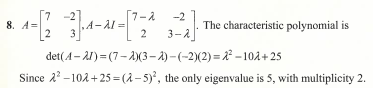 8. A = [7 -2; 2 3], A − λI = [7 − λ -2; 2 3 − λ]. The characteristic polynomial is
det(A − λI) = (7 − λ)(3 − λ) − (−2)(2) = λ² − 10λ + 25
Since λ² − 10λ + 25 = (λ − 5)², the only eigenvalue is 5, with multiplicity 2.